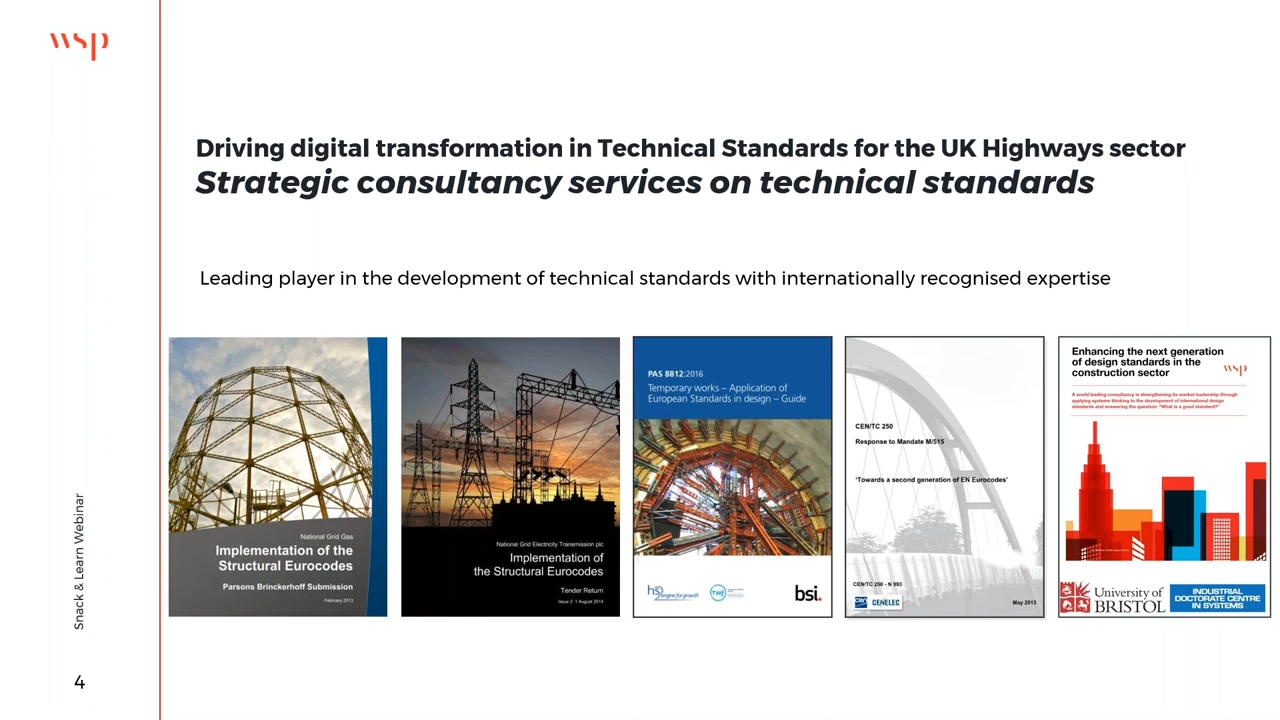 wsp
Driving digital transformation in Technical Standards for the UK Highways sector
Strategic consultancy services on technical standards
Leading player in the development of technical standards with internationally recognised expertise
National Grid Gas
Implementation of the
Structural Eurocodes
Parsons Brinckerhoff Submission
February 2013
National Grid Electricity Transmission plc
Implementation of
the Structural Eurocodes
Tender Return
Issue 2: 1 August 2014
PAS 8812:2016
Temporary works – Application of
European Standards in design – Guide
hs2 engine for growth
TWf
bsi.
CEN/TC 250
Response to Mandate M/515
'Towards a second generation of EN Eurocodes'
CEN/TC 250 - N 993
cen
CENELEC
May 2013
Enhancing the next generation
of design standards in the
construction sector
wsp
A world leading consultancy is strengthening its market leadership through
applying systems thinking to the development of international design
standards and answering the question: "What is a good standard?"
University of
BRISTOL
INDUSTRIAL
DOCTORATE CENTRE
IN SYSTEMS
Snack & Learn Webinar
4